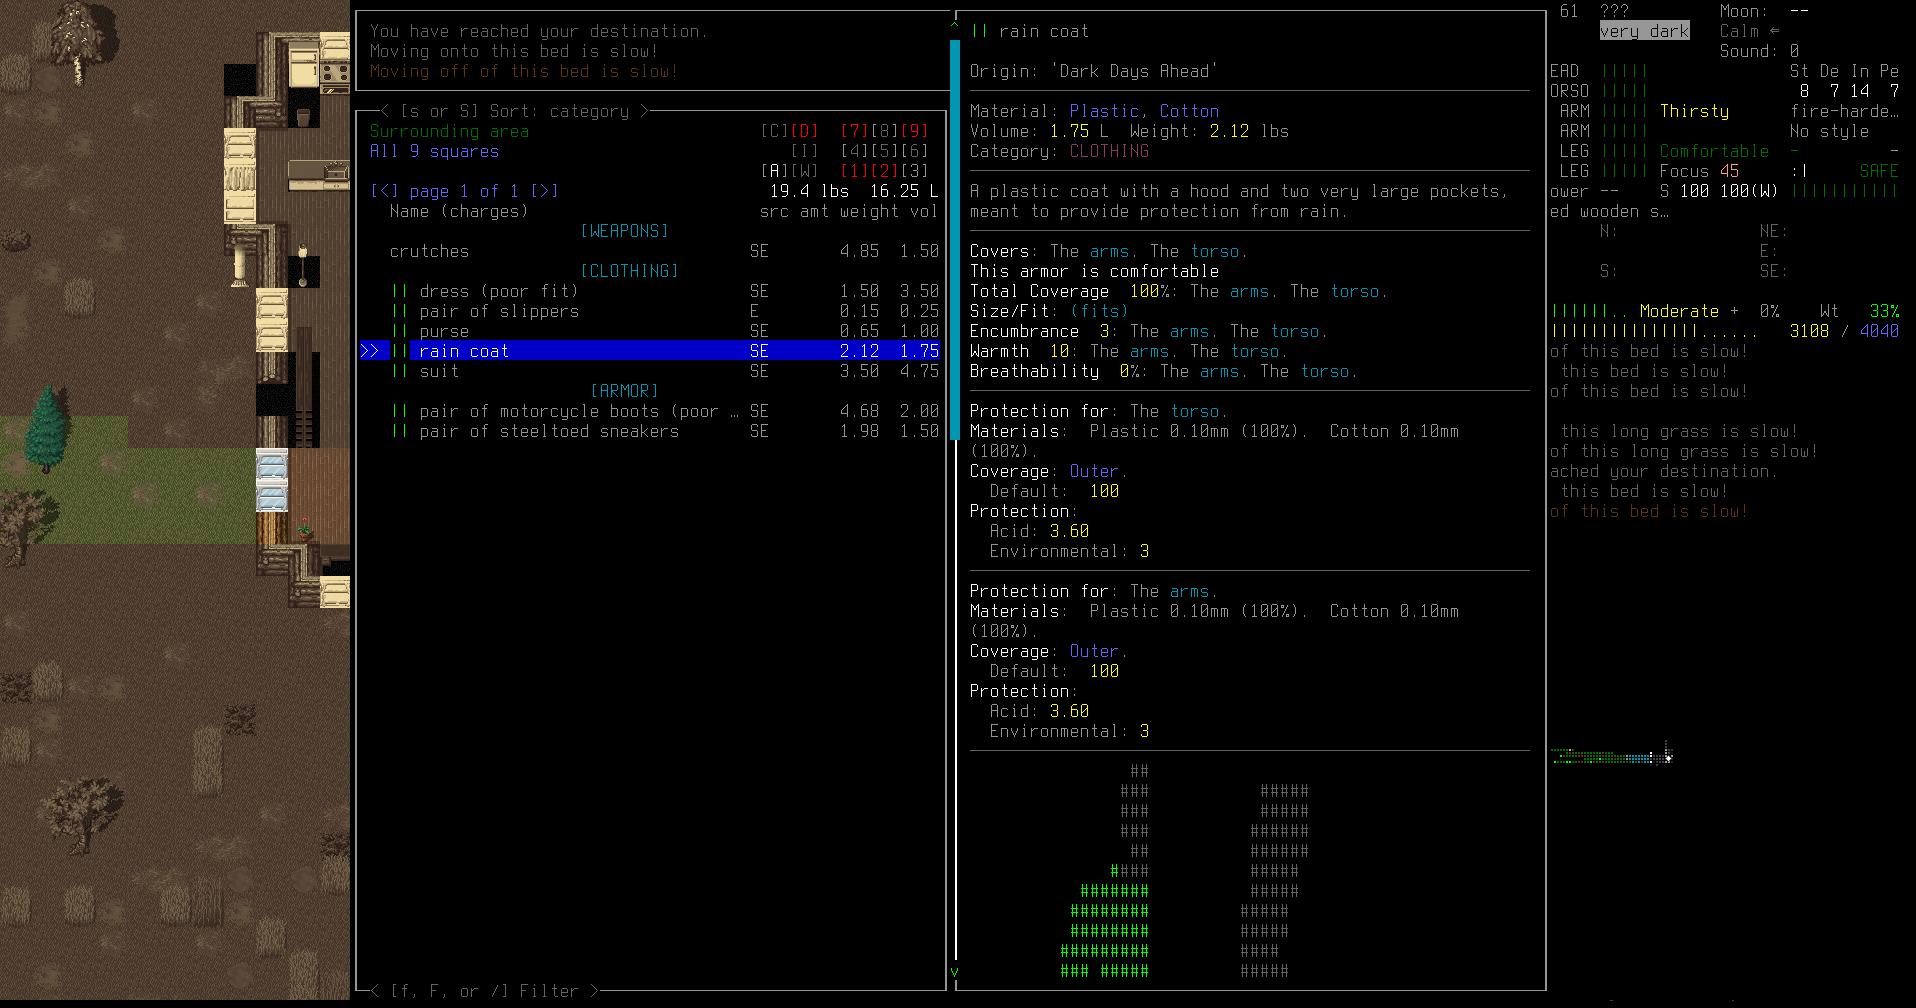 You have reached your destination.
Moving onto this bed is slow!
Moving off of this bed is slow!
< [s or S] Sort: category >
Surrounding area [C][D] [7][8][9]
All 9 squares [I] [4][5][6]
[A][W] [1][2][3]
[<] page 1 of 1 [>] 19.4 lbs 16.25 L
Name (charges) src amt weight vol
[WEAPONS]
crutches SE 4.85 1.50
[CLOTHING]
|| dress (poor fit) SE 1.50 3.50
|| pair of slippers E 0.15 0.25
|| purse SE 0.65 1.00
>> || rain coat SE 2.12 1.75
|| suit SE 3.50 4.75
[ARMOR]
|| pair of motorcycle boots (poor … SE 4.68 2.00
|| pair of steeltoed sneakers SE 1.98 1.50
< [f, F, or /] Filter >
|| rain coat
Origin: 'Dark Days Ahead'
Material: Plastic, Cotton
Volume: 1.75 L Weight: 2.12 lbs
Category: CLOTHING
A plastic coat with a hood and two very large pockets,
meant to provide protection from rain.
Covers: The arms. The torso.
This armor is comfortable
Total Coverage 100%: The arms. The torso.
Size/Fit: (fits)
Encumbrance 3: The arms. The torso.
Warmth 10: The arms. The torso.
Breathability 0%: The arms. The torso.
Protection for: The torso.
Materials: Plastic 0.10mm (100%). Cotton 0.10mm
(100%).
Coverage: Outer.
Default: 100
Protection:
Acid: 3.60
Environmental: 3
Protection for: The arms.
Materials: Plastic 0.10mm (100%). Cotton 0.10mm
(100%).
Coverage: Outer.
Default: 100
Protection:
Acid: 3.60
Environmental: 3
## 
### #####
### #####
### ######
## ######
#### #####
####### #####
######## #####
######## #####
######### ####
### ##### #####
61 ??? Moon: --
very dark Calm ⇐
Sound: 0
EAD ||||| St De In Pe
ORSO ||||| 8 7 14 7
ARM ||||| Thirsty fire-harde…
ARM ||||| No style
LEG ||||| Comfortable - -
LEG ||||| Focus 45 :| SAFE
ower -- S 100 100(W) |||||||||||
ed wooden s…
N: NE:
E:
S: SE:
||||||.. Moderate + 0% Wt 33%
|||||||||||||||...... 3108 / 4040
of this bed is slow!
this bed is slow!
of this bed is slow!
this long grass is slow!
of this long grass is slow!
ached your destination.
this bed is slow!
of this bed is slow!